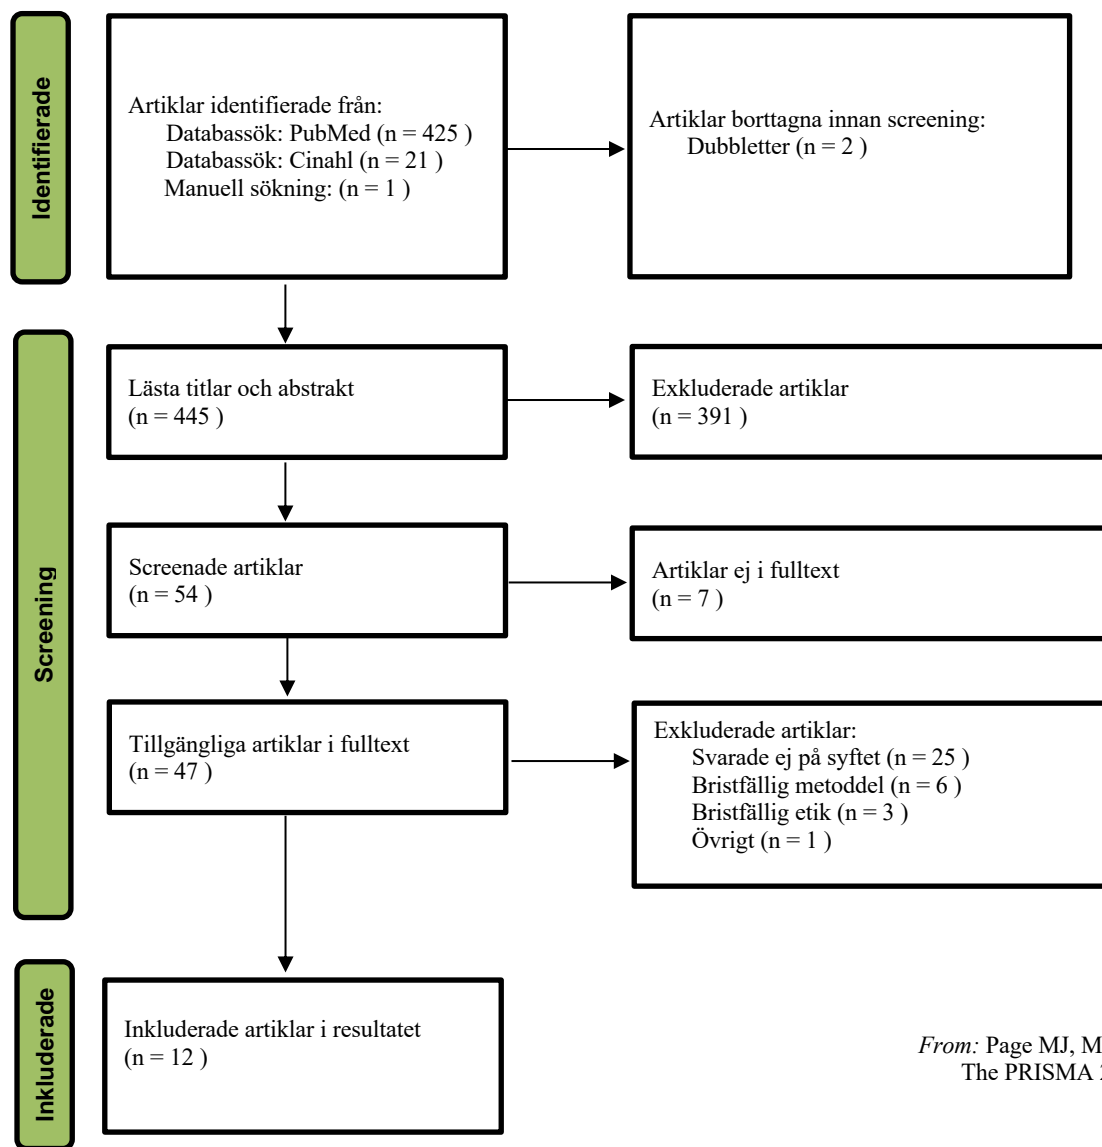 Identifierade
Artiklar identifierade från:
Databassök: PubMed (n = 425 )
Databassök: Cinahl (n = 21 )
Manuell sökning: (n = 1 )
Artiklar borttagna innan screening:
Dubbletter (n = 2 )
Screening
Lästa titlar och abstrakt
(n = 445 )
Exkluderade artiklar
(n = 391 )
Screenade artiklar
(n = 54 )
Artiklar ej i fulltext
(n = 7 )
Tillgängliga artiklar i fulltext
(n = 47 )
Exkluderade artiklar:
Svarade ej på syftet (n = 25 )
Bristfällig metoddel (n = 6 )
Bristfällig etik (n = 3 )
Övrigt (n = 1 )
Inkluderade
Inkluderade artiklar i resultatet
(n = 12 )
From: Page MJ, M
The PRISMA 2